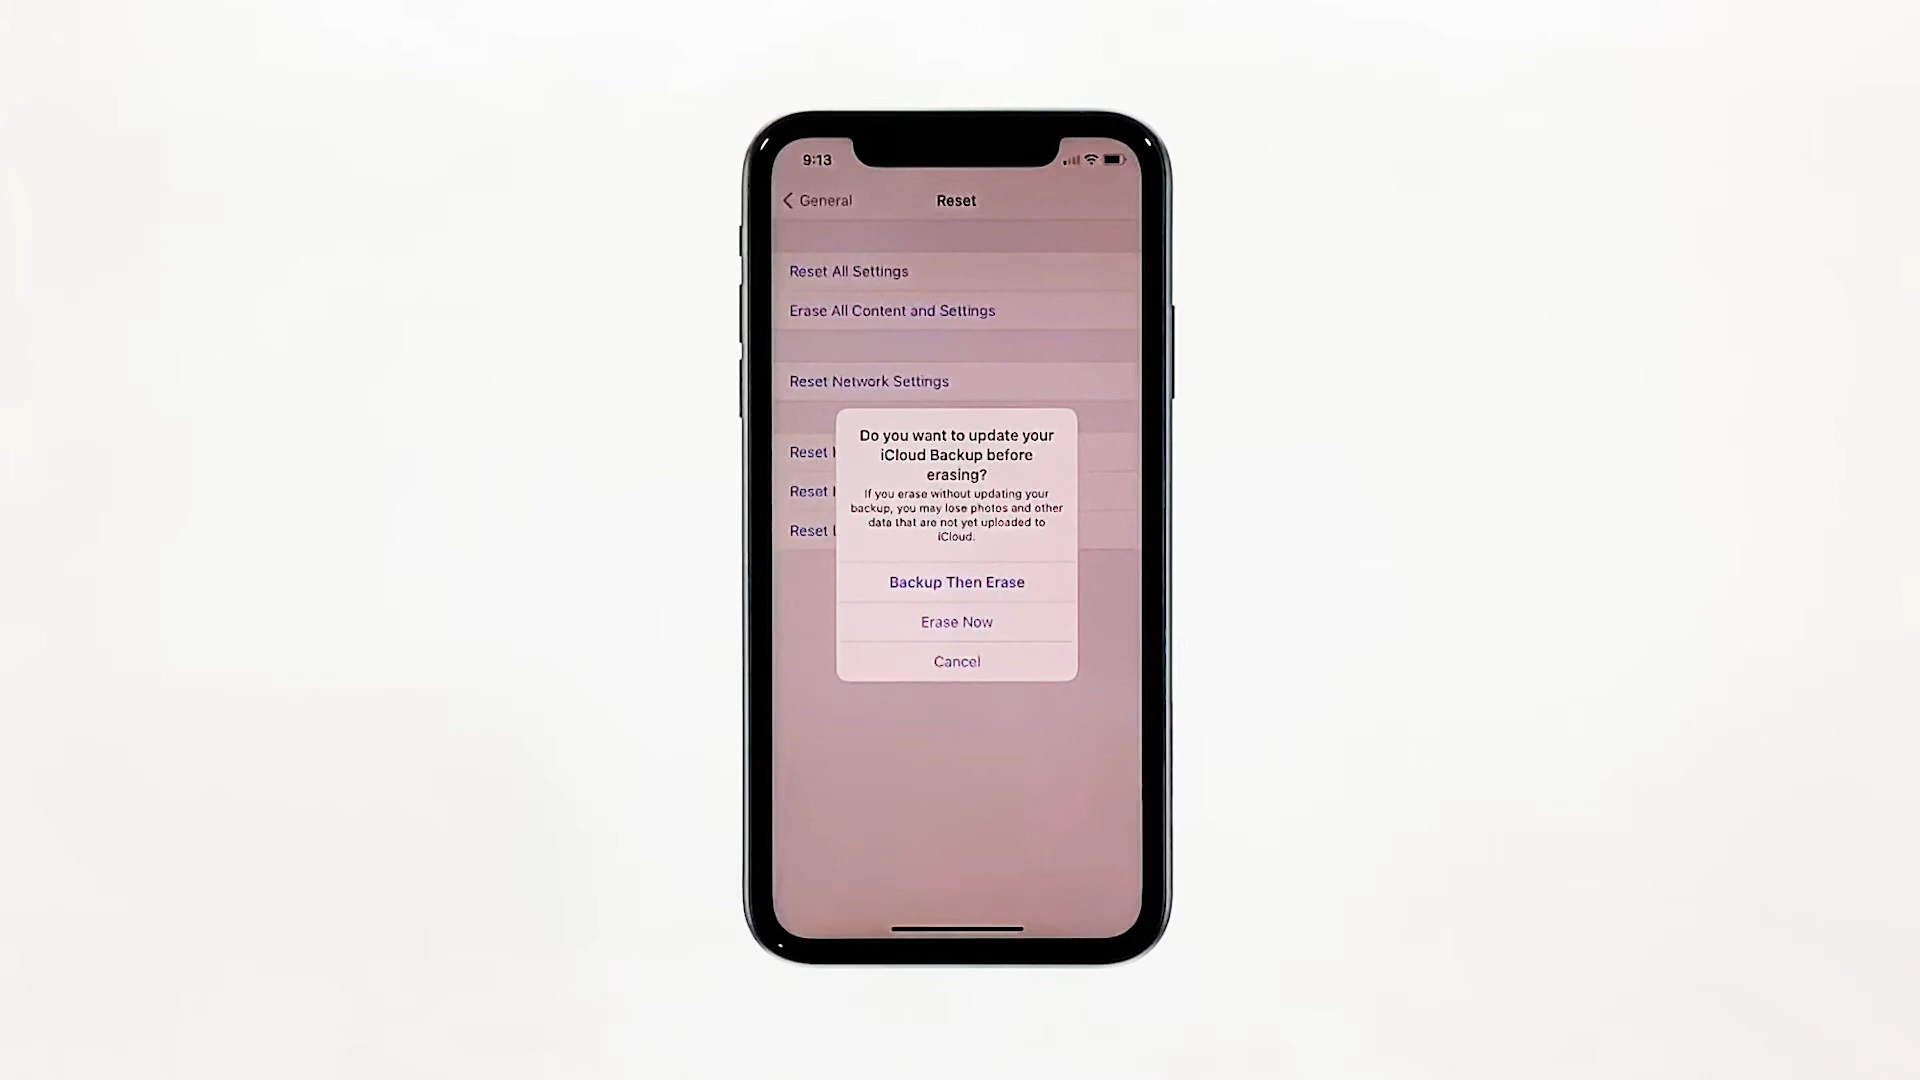 9:13
General
Reset
Reset All Settings
Erase All Content and Settings
Reset Network Settings
Do you want to update your
iCloud Backup before
erasing?
If you erase without updating your
backup, you may lose photos and other
data that are not yet uploaded to
iCloud.
Reset
Reset
Reset
Backup Then Erase
Erase Now
Cancel